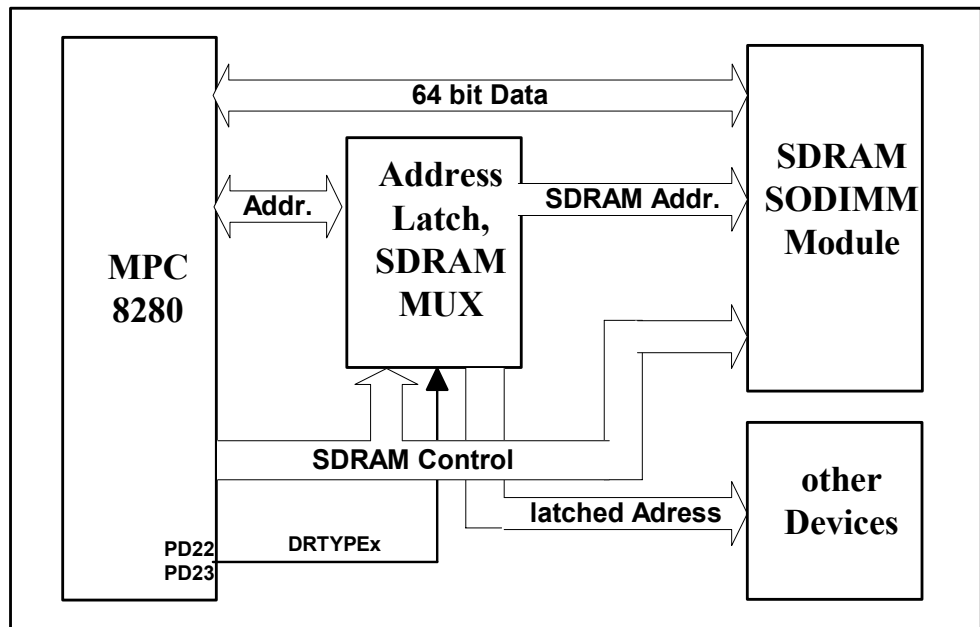 64 bit Data
MPC
8280
Addr.
Address
Latch,
SDRAM
MUX
SDRAM Addr.
SDRAM
SODIMM
Module
SDRAM Control
latched Adress
other
Devices
PD22
PD23
DRTYPEx